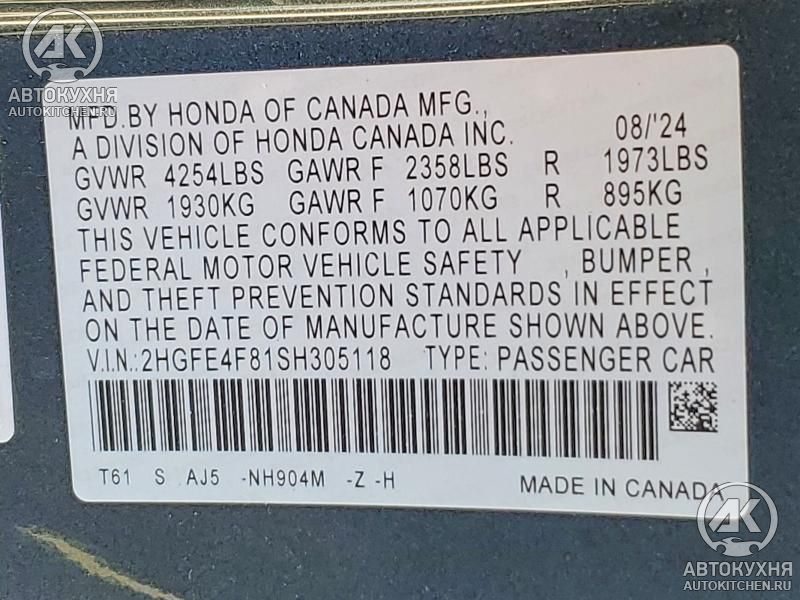 AK
АВТОКУХНЯ
AUTOKITCHEN.RU
MFD.BY HONDA OF CANADA MFG.,
A DIVISION OF HONDA CANADA INC. 08/'24
GVWR 4254LBS GAWR F 2358LBS R 1973LBS
GVWR 1930KG GAWR F 1070KG R 895KG
THIS VEHICLE CONFORMS TO ALL APPLICABLE
FEDERAL MOTOR VEHICLE SAFETY , BUMPER ,
AND THEFT PREVENTION STANDARDS IN EFFECT
ON THE DATE OF MANUFACTURE SHOWN ABOVE.
V.I.N.:2HGFE4F81SH305118 TYPE: PASSENGER CAR
T61 S AJ5 -NH904M -Z -H MADE IN CANADA
AK
АВТОКУХНЯ
AUTOKITCHEN.RU